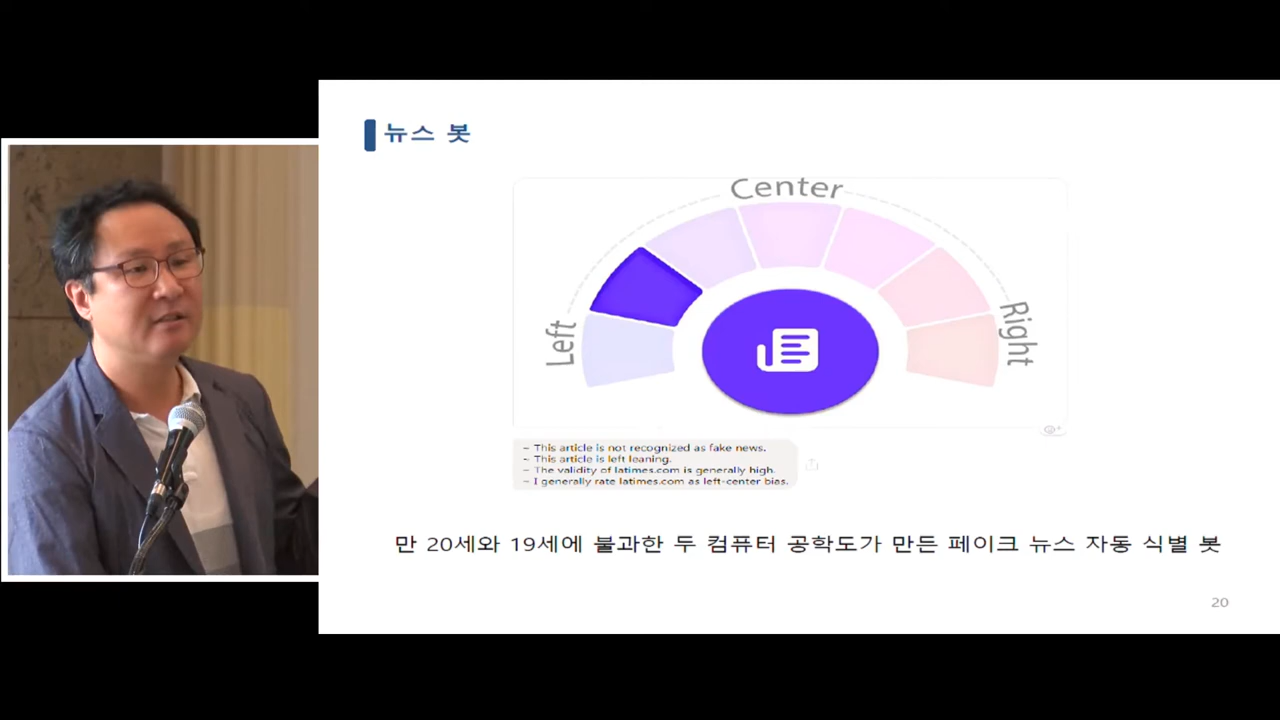 뉴스 봇
Center
Left
Right
– This article is not recognized as fake news.
– This article is left leaning.
– The validity of latimes.com is generally high.
– I generally rate latimes.com as left-center bias.
만 20세와 19세에 불과한 두 컴퓨터 공학도가 만든 페이크 뉴스 자동 식별 봇
20